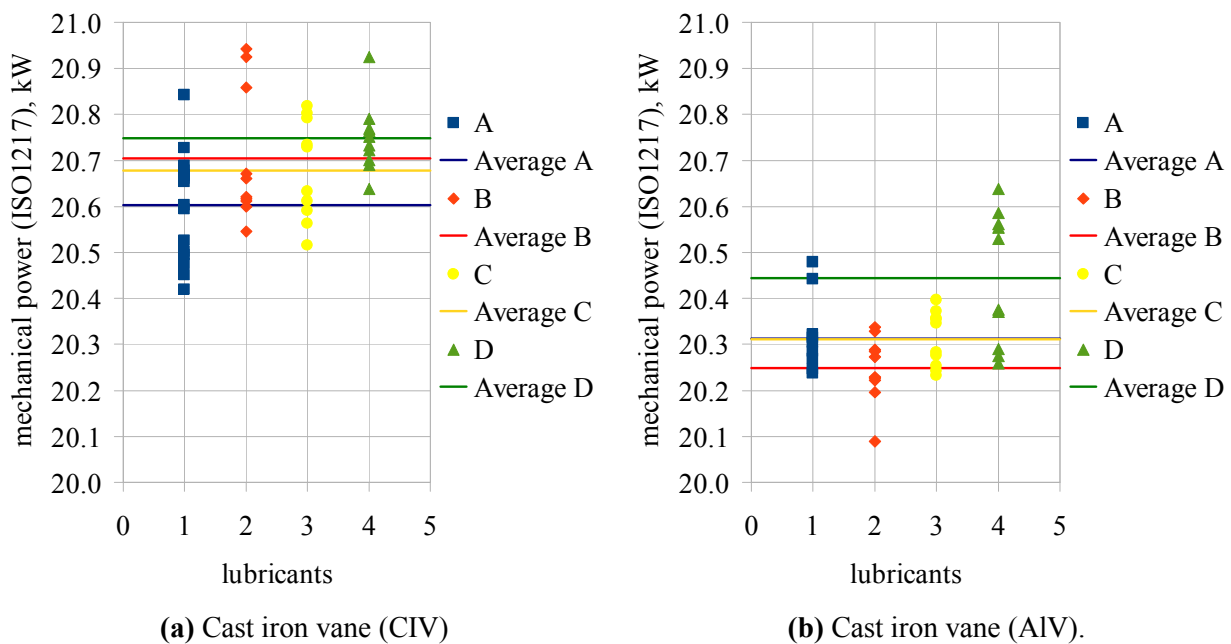 mechanical power (ISO1217), kW
21.0
20.9
20.8
20.7
20.6
20.5
20.4
20.3
20.2
20.1
20.0
0 1 2 3 4 5
lubricants
A
Average A
B
Average B
C
Average C
D
Average D
(a) Cast iron vane (CIV)
mechanical power (ISO1217), kW
21.0
20.9
20.8
20.7
20.6
20.5
20.4
20.3
20.2
20.1
20.0
0 1 2 3 4 5
lubricants
A
Average A
B
Average B
C
Average C
D
Average D
(b) Cast iron vane (AlV).